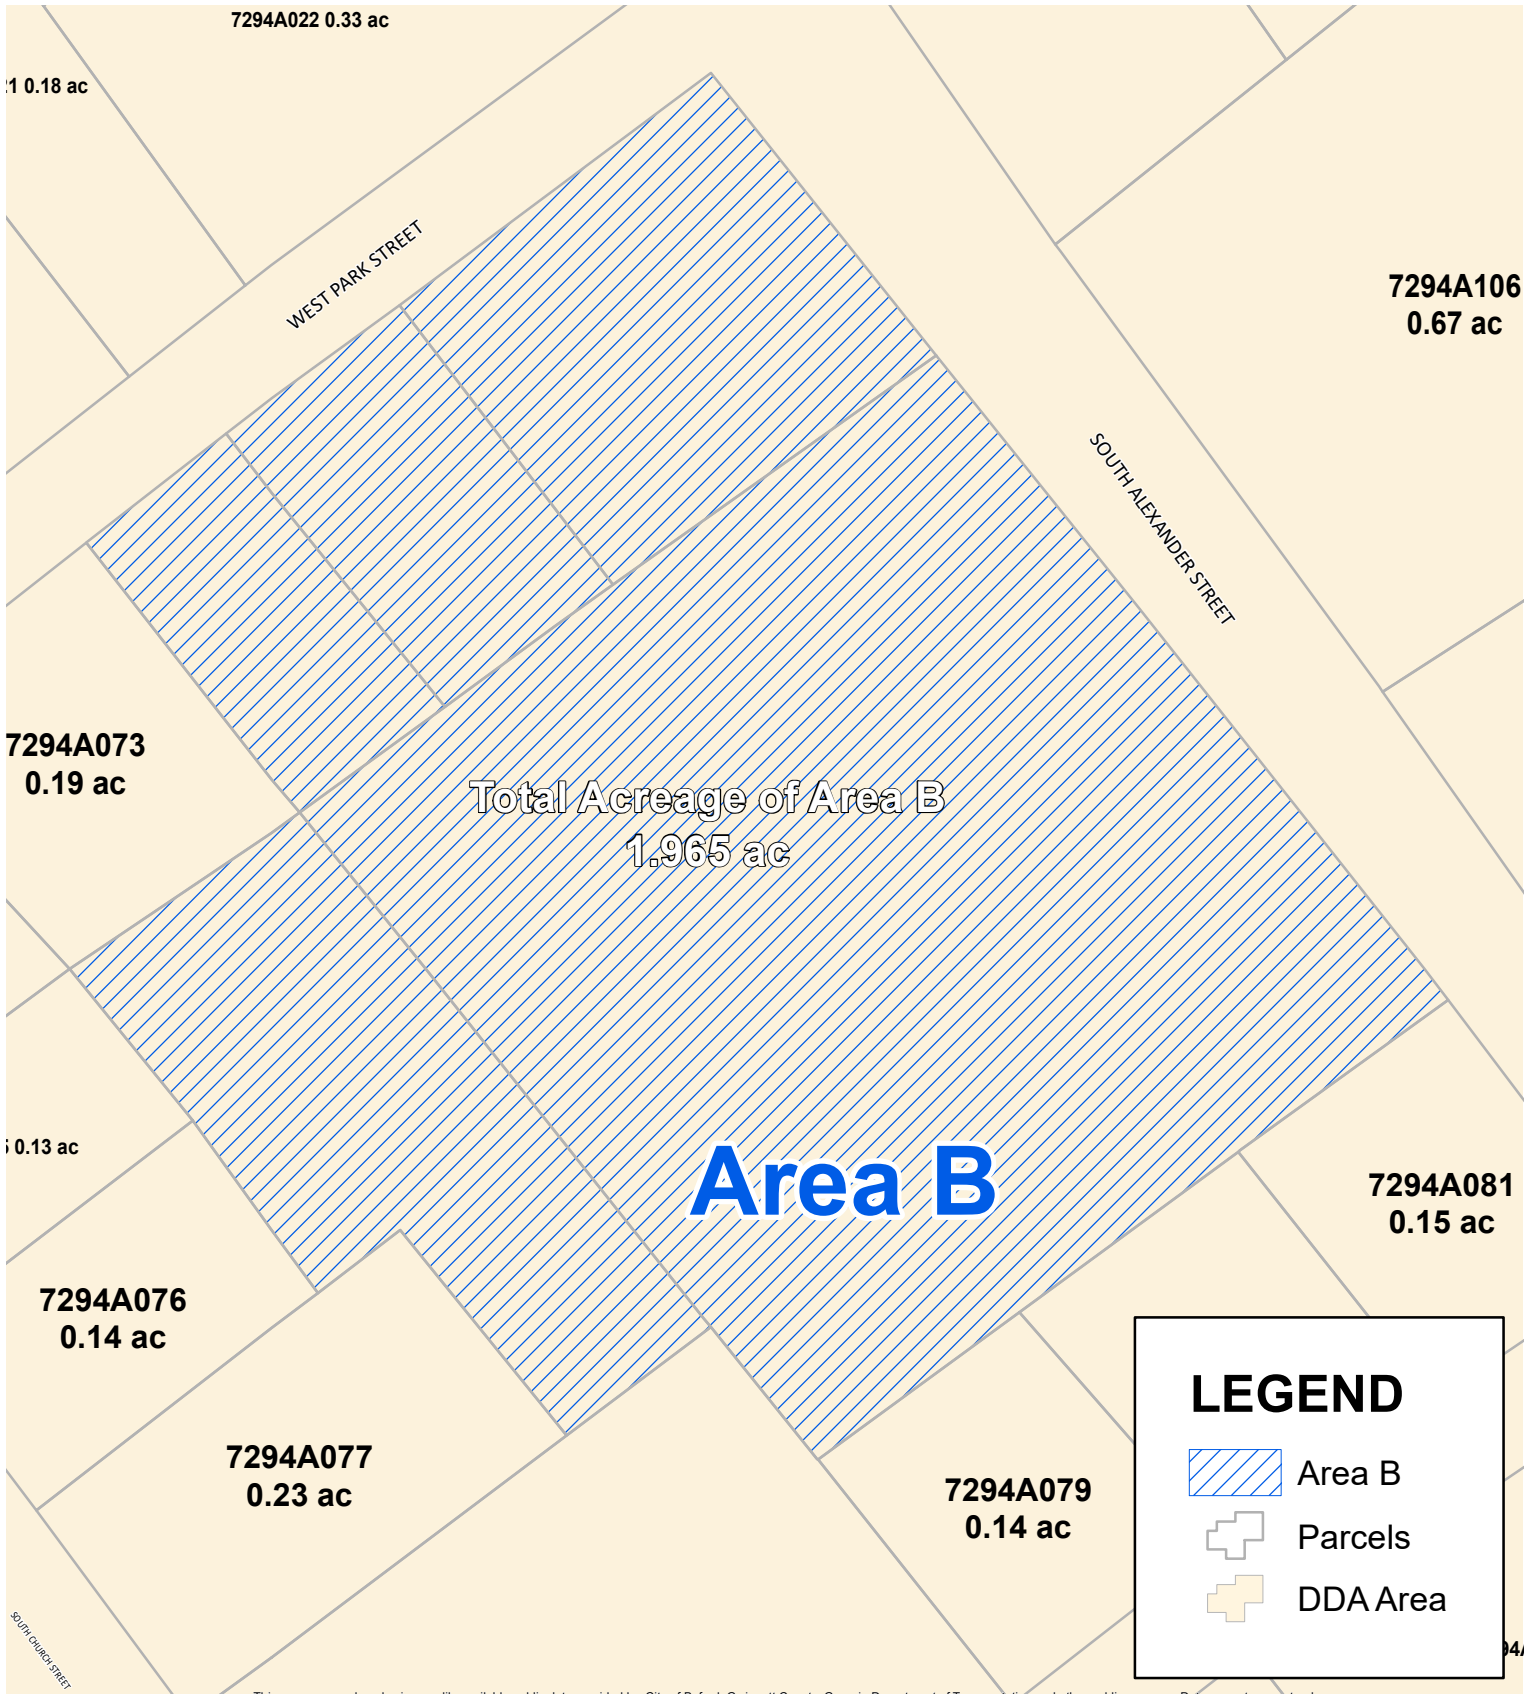 7294A022 0.33 ac
1 0.18 ac
WEST PARK STREET
7294A106
0.67 ac
SOUTH ALEXANDER STREET
7294A073
0.19 ac
Total Acreage of Area B
1.965 ac
5 0.13 ac
Area B
7294A081
0.15 ac
7294A076
0.14 ac
7294A077
0.23 ac
7294A079
0.14 ac
LEGEND
Area B
Parcels
DDA Area
SOUTH CHURCH STREET